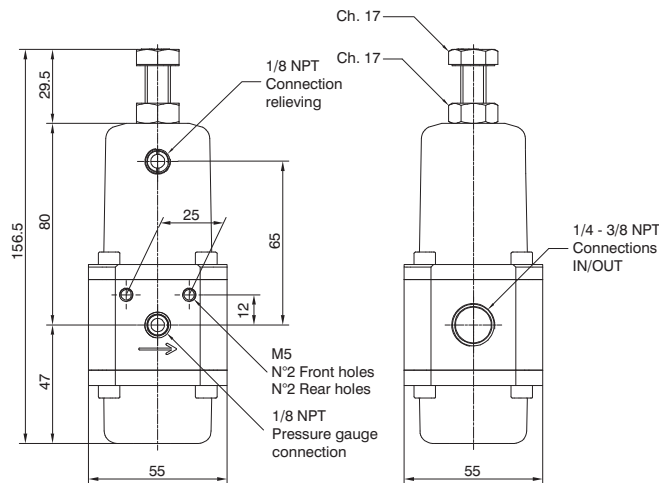 Ch. 17
Ch. 17
1/8 NPT
Connection
relieving
29.5
156.5
80
25
65
1/4 - 3/8 NPT
Connections
IN/OUT
12
M5
N°2 Front holes
N°2 Rear holes
47
1/8 NPT
Pressure gauge
connection
55
55